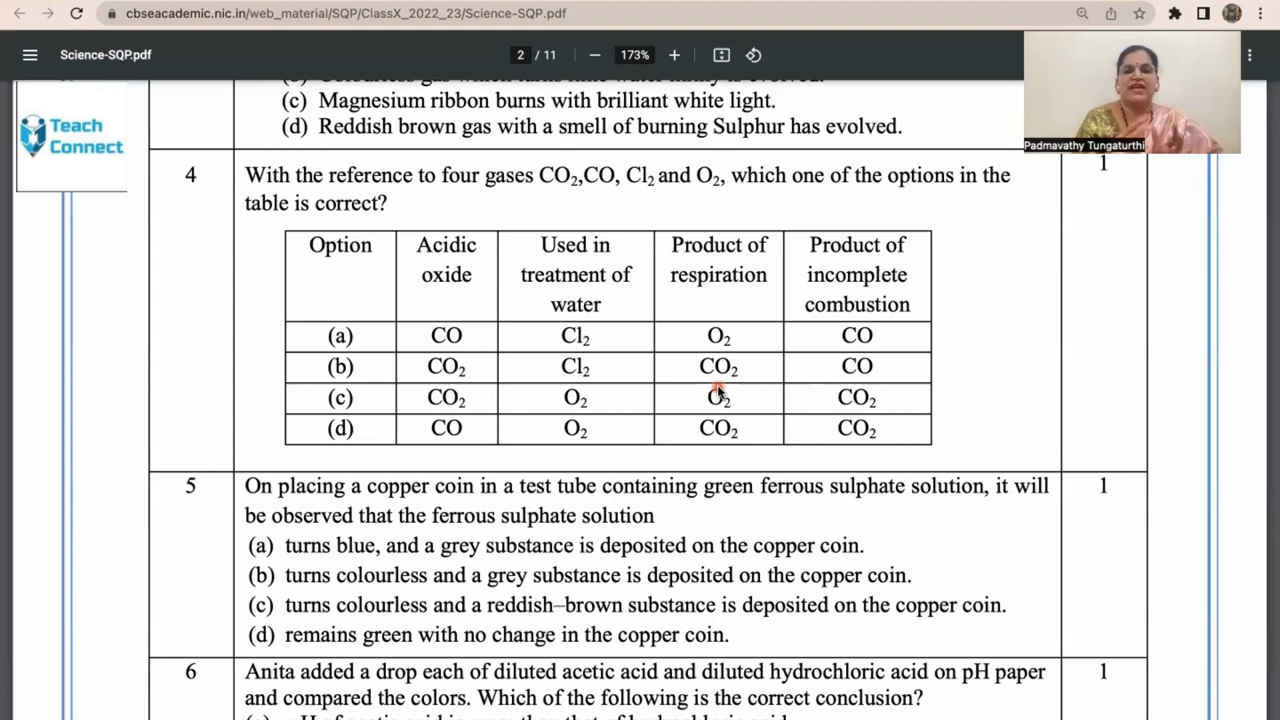 cbseacademic.nic.in/web_material/SQP/ClassX_2022_23/Science-SQP.pdf
Science-SQP.pdf
2 / 11
173%
Teach
Connect
Padmavathy Tungaturthi
(c) Magnesium ribbon burns with brilliant white light.
(d) Reddish brown gas with a smell of burning Sulphur has evolved.
4 With the reference to four gases CO₂,CO, Cl₂ and O₂, which one of the options in the 1
table is correct?
Option Acidic oxide Used in treatment of water Product of respiration Product of incomplete combustion
(a) CO Cl₂ O₂ CO
(b) CO₂ Cl₂ CO₂ CO
(c) CO₂ O₂ O₂ CO₂
(d) CO O₂ CO₂ CO₂
5 On placing a copper coin in a test tube containing green ferrous sulphate solution, it will 1
be observed that the ferrous sulphate solution
(a) turns blue, and a grey substance is deposited on the copper coin.
(b) turns colourless and a grey substance is deposited on the copper coin.
(c) turns colourless and a reddish–brown substance is deposited on the copper coin.
(d) remains green with no change in the copper coin.
6 Anita added a drop each of diluted acetic acid and diluted hydrochloric acid on pH paper 1
and compared the colors. Which of the following is the correct conclusion?